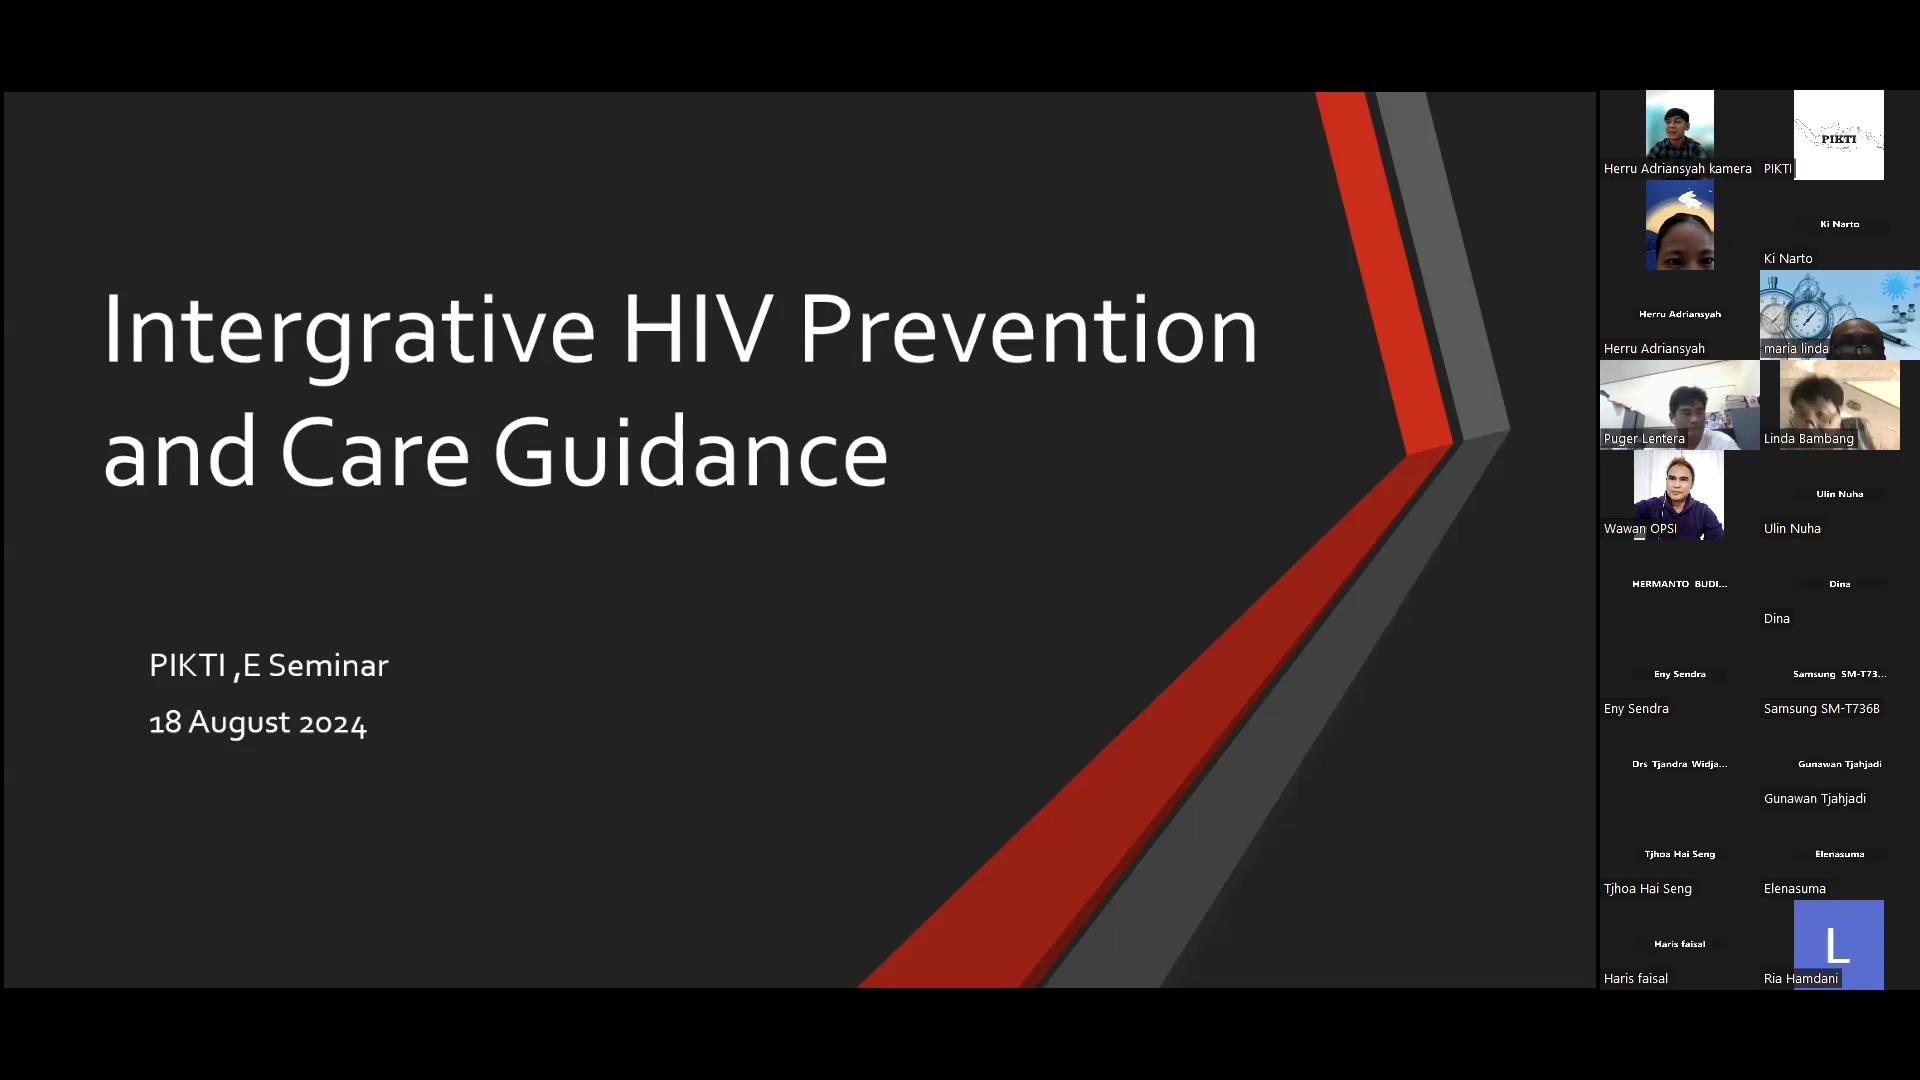 Intergrative HIV Prevention
and Care Guidance
PIKTI ,E Seminar
18 August 2024
Herru Adriansyah kamera
PIKTI
PIKTI
Ki Narto
Ki Narto
Herru Adriansyah
Herru Adriansyah
maria linda
Puger Lentera
Linda Bambang
Wawan OPSI
Ulin Nuha
Ulin Nuha
HERMANTO BUDI...
Dina
Dina
Eny Sendra
Eny Sendra
Samsung SM-T73...
Samsung SM-T736B
Drs Tjandra Widja...
Gunawan Tjahjadi
Gunawan Tjahjadi
Tjhoa Hai Seng
Tjhoa Hai Seng
Elenasuma
Elenasuma
Haris faisal
Haris faisal
L
Ria Hamdani